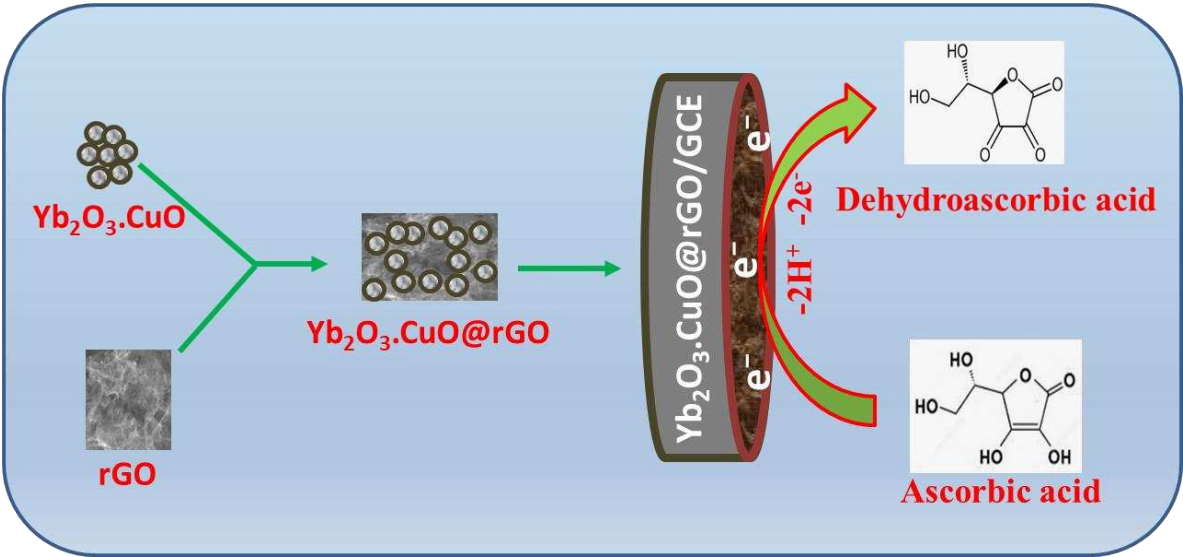 Yb₂O₃.CuO
rGO
Yb₂O₃.CuO@rGO
Yb₂O₃.CuO@rGO/GCE
e⁻
e⁻
e⁻
-2H⁺ -2e⁻
HO
HO
O
O
O
O
Dehydroascorbic acid
HO
HO
O
O
HO
OH
Ascorbic acid